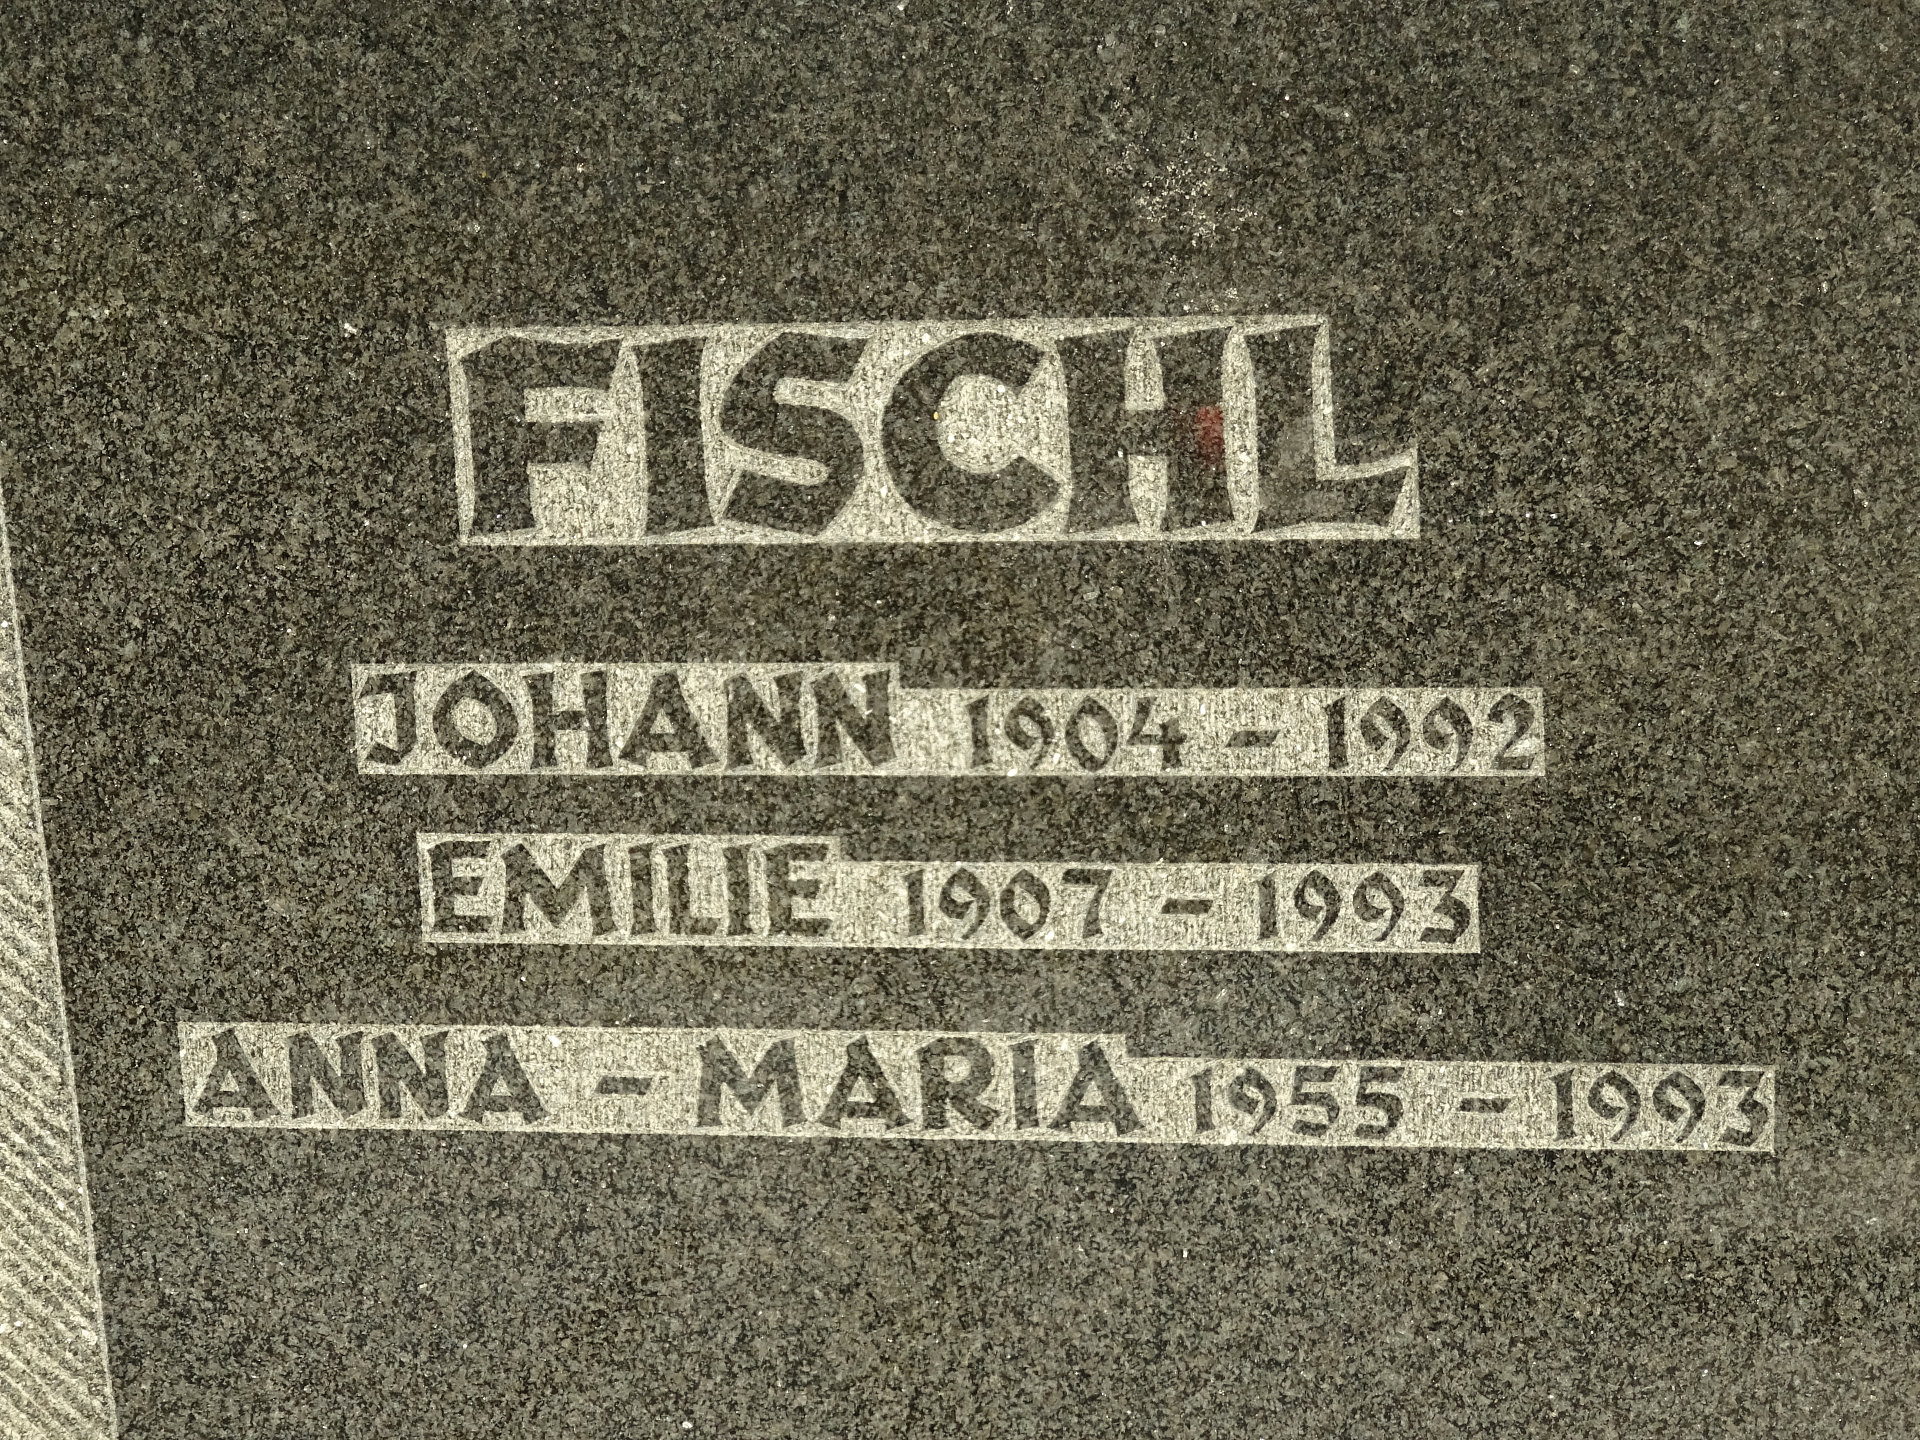 FISCHL
JOHANN 1904 - 1992
EMILIE 1907 - 1993
ANNA - MARIA 1955 - 1993